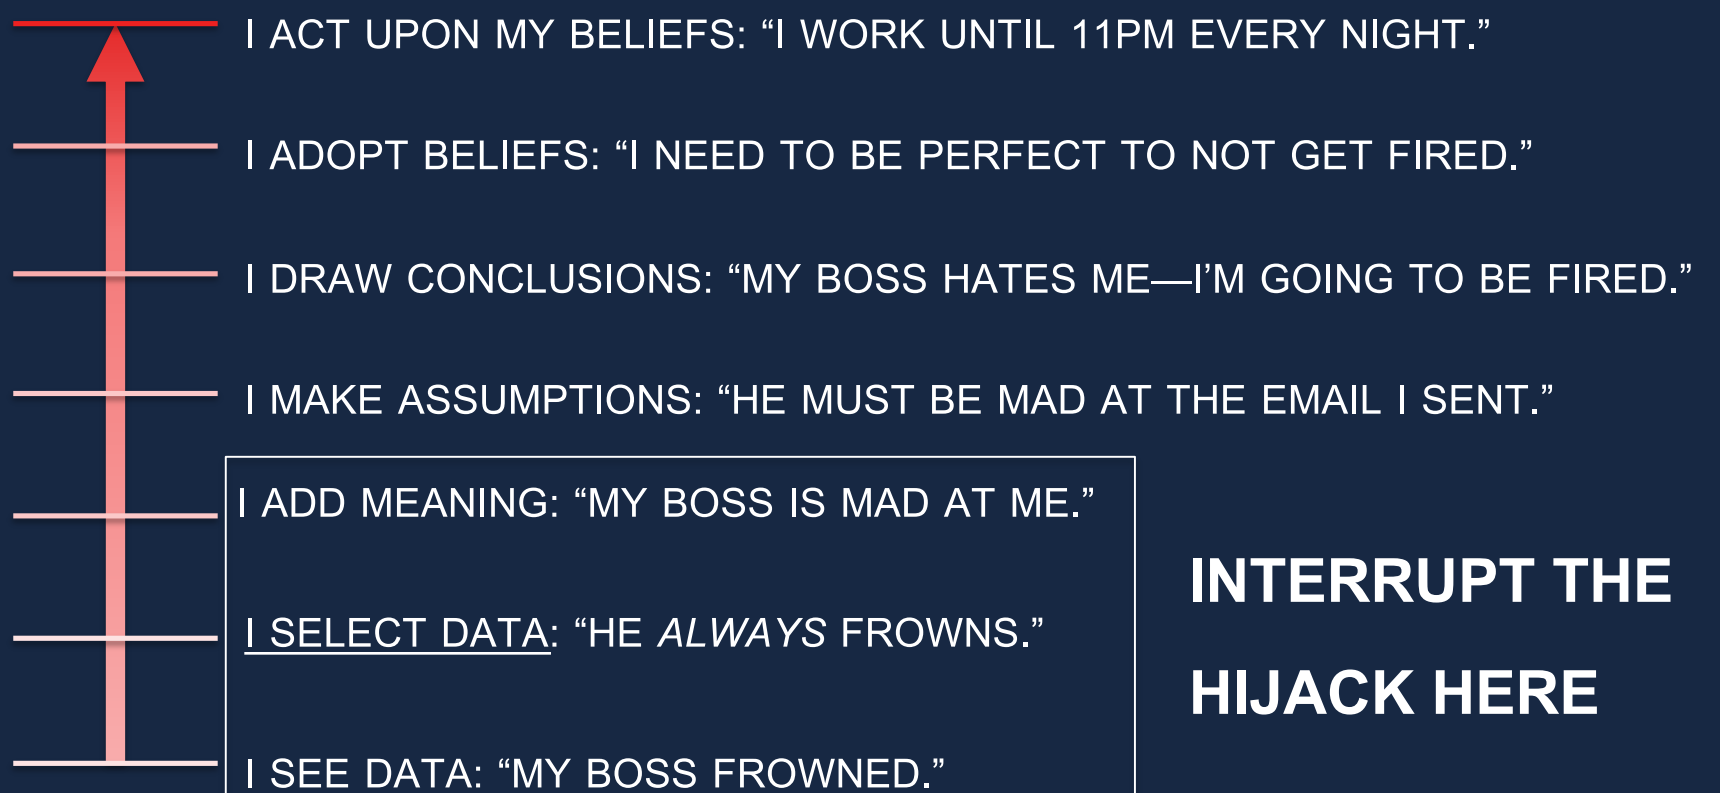 I ACT UPON MY BELIEFS: “I WORK UNTIL 11PM EVERY NIGHT.”
I ADOPT BELIEFS: “I NEED TO BE PERFECT TO NOT GET FIRED.”
I DRAW CONCLUSIONS: “MY BOSS HATES ME—I’M GOING TO BE FIRED.”
I MAKE ASSUMPTIONS: “HE MUST BE MAD AT THE EMAIL I SENT.”
I ADD MEANING: “MY BOSS IS MAD AT ME.”
I SELECT DATA: “HE ALWAYS FROWNS.”
I SEE DATA: “MY BOSS FROWNED.”
INTERRUPT THE
HIJACK HERE